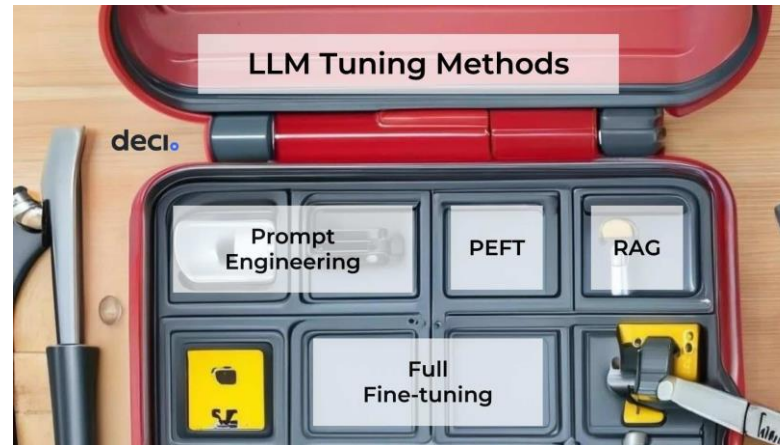 LLM Tuning Methods
deci.
Prompt
Engineering
PEFT
RAG
Full
Fine-tuning